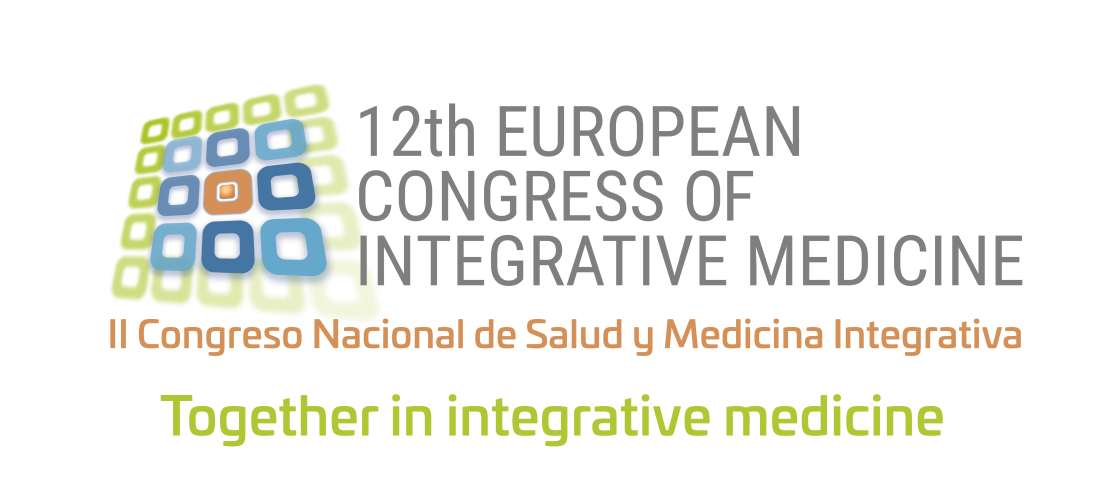 12th EUROPEAN
CONGRESS OF
INTEGRATIVE MEDICINE
II Congreso Nacional de Salud y Medicina Integrativa
Together in integrative medicine